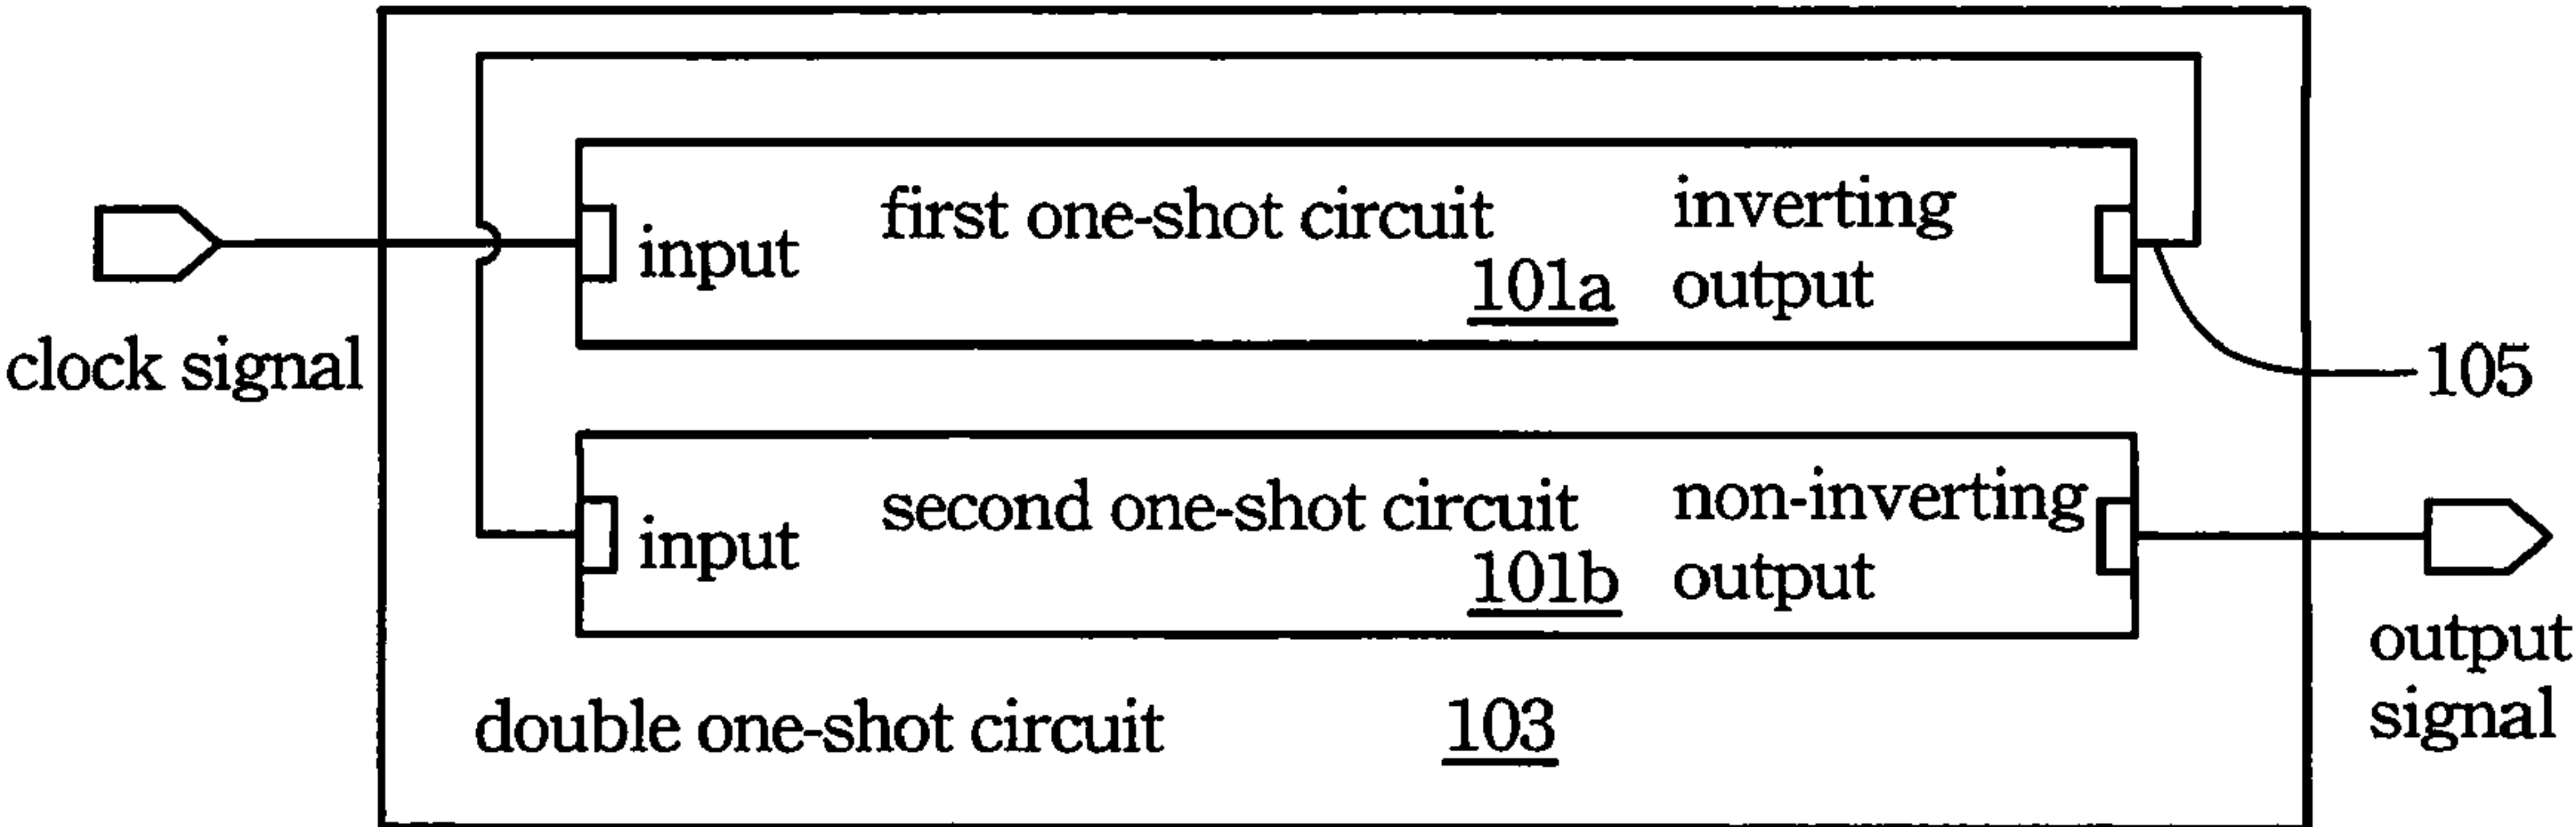 clock signal
input
first one-shot circuit
101a
inverting
output
105
input
second one-shot circuit
101b
non-inverting
output
output
signal
double one-shot circuit
103